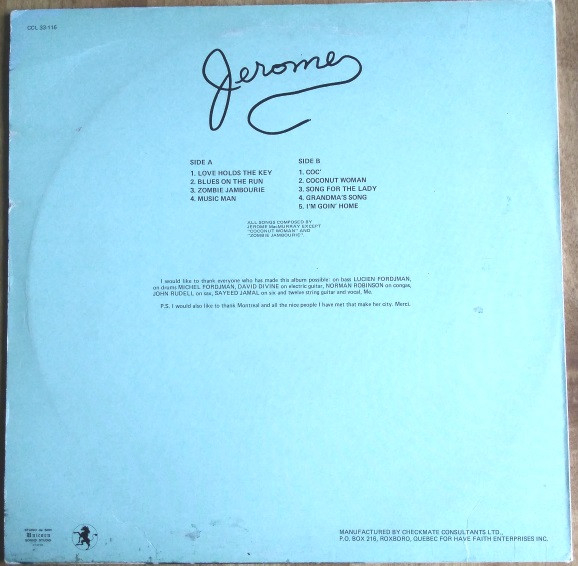 CCL 33-116
Jerome
SIDE A
1. LOVE HOLDS THE KEY
2. BLUES ON THE RUN
3. ZOMBIE JAMBOURIE
4. MUSIC MAN
SIDE B
1. COC'
2. COCONUT WOMAN
3. SONG FOR THE LADY
4. GRANDMA'S SONG
5. I'M GOIN' HOME
ALL SONGS COMPOSED BY
JEROME MacMURRAY EXCEPT
"COCONUT WOMAN" AND
"ZOMBIE JAMBOURIE".
I would like to thank everyone who has made this album possible: on bass LUCIEN FORDJMAN,
on drums MICHEL FORDJMAN, DAVID DIVINE on electric guitar, NORMAN ROBINSON on congas,
JOHN RUDELL on sax, SAYEED JAMAL on six and twelve string guitar and vocal, Me.
P.S. I would also like to thank Montreal and all the nice people I have met that make her city. Merci.
Unicorn
MANUFACTURED BY CHECKMATE CONSULTANTS LTD.,
P.O. BOX 216, ROXBORO, QUEBEC FOR HAVE FAITH ENTERPRISES INC.